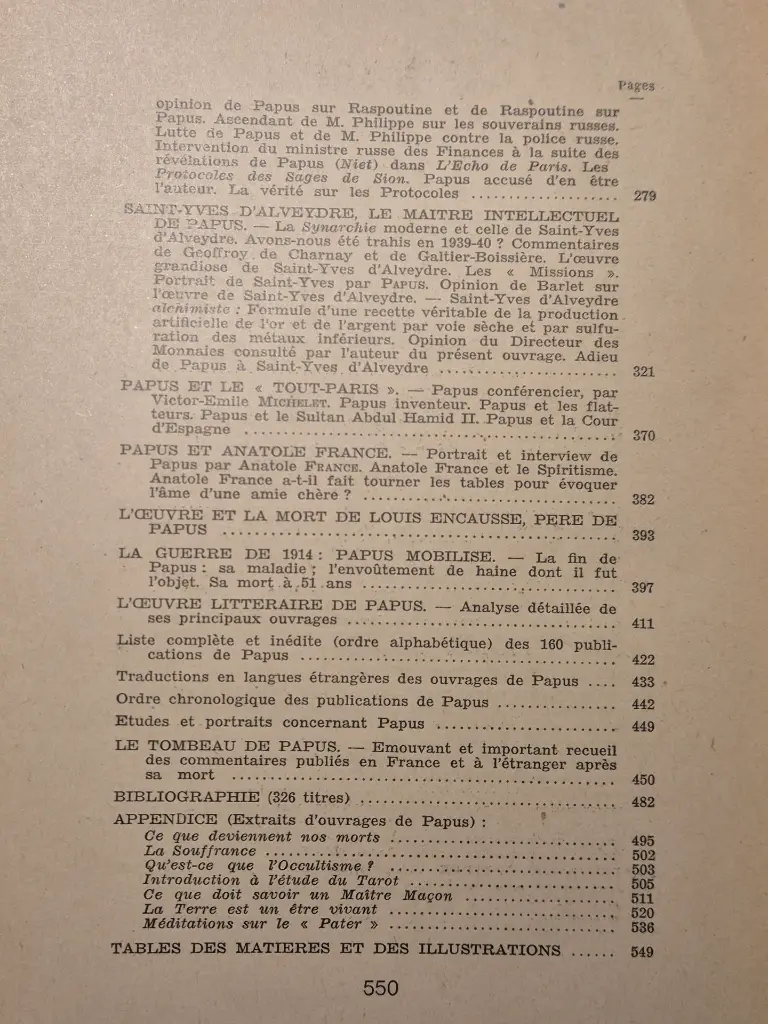 Pages
opinion de Papus sur Raspoutine et de Raspoutine sur
Papus. Ascendant de M. Philippe sur les souverains russes.
Lutte de Papus et de M. Philippe contre la police russe.
Intervention du ministre russe des Finances à la suite des
révélations de Papus (Niet) dans L'Echo de Paris. Les
Protocoles des Sages de Sion. Papus accusé d'en être
l'auteur. La vérité sur les Protocoles .................... 279
SAINT-YVES D'ALVEYDRE, LE MAITRE INTELLECTUEL
DE PAPUS. — La Synarchie moderne et celle de Saint-Yves
d'Alveydre. Avons-nous été trahis en 1939-40 ? Commentaires
de Geoffroy de Charnay et de Galtier-Boissière. L'œuvre
grandiose de Saint-Yves d'Alveydre. Les « Missions ».
Portrait de Saint-Yves par PAPUS. Opinion de Barlet sur
l'œuvre de Saint-Yves d'Alveydre. — Saint-Yves d'Alveydre
alchimiste : Formule d'une recette véritable de la production
artificielle de l'or et de l'argent par voie sèche et par sulfu-
ration des métaux inférieurs. Opinion du Directeur des
Monnaies consulté par l'auteur du présent ouvrage. Adieu
de Papus à Saint-Yves d'Alveydre ........................ 321
PAPUS ET LE « TOUT-PARIS ». — Papus conférencier, par
Victor-Emile MICHELET. Papus inventeur. Papus et les flat-
teurs. Papus et le Sultan Abdul Hamid II. Papus et la Cour
d'Espagne .................................................. 370
PAPUS ET ANATOLE FRANCE. — Portrait et interview de
Papus par Anatole FRANCE. Anatole France et le Spiritisme.
Anatole France a-t-il fait tourner les tables pour évoquer
l'âme d'une amie chère ? .................................. 382
L'ŒUVRE ET LA MORT DE LOUIS ENCAUSSE, PERE DE
PAPUS ...................................................... 393
LA GUERRE DE 1914 : PAPUS MOBILISE. — La fin de
Papus : sa maladie ; l'envoûtement de haine dont il fut
l'objet. Sa mort à 51 ans .................................. 397
L'ŒUVRE LITTERAIRE DE PAPUS. — Analyse détaillée de
ses principaux ouvrages .................................... 411
Liste complète et inédite (ordre alphabétique) des 160 publi-
cations de Papus .......................................... 422
Traductions en langues étrangères des ouvrages de Papus .... 433
Ordre chronologique des publications de Papus ............... 442
Etudes et portraits concernant Papus ........................ 449
LE TOMBEAU DE PAPUS. — Emouvant et important recueil
des commentaires publiés en France et à l'étranger après
sa mort .................................................... 450
BIBLIOGRAPHIE (326 titres) .................................. 482
APPENDICE (Extraits d'ouvrages de Papus) :
Ce que deviennent nos morts .............................. 495
La Souffrance .............................................. 502
Qu'est-ce que l'Occultisme ? .............................. 503
Introduction à l'étude du Tarot ............................ 505
Ce que doit savoir un Maître Maçon ...................... 511
La Terre est un être vivant ................................ 520
Méditations sur le « Pater » ................................ 536
TABLES DES MATIERES ET DES ILLUSTRATIONS ...... 549
550